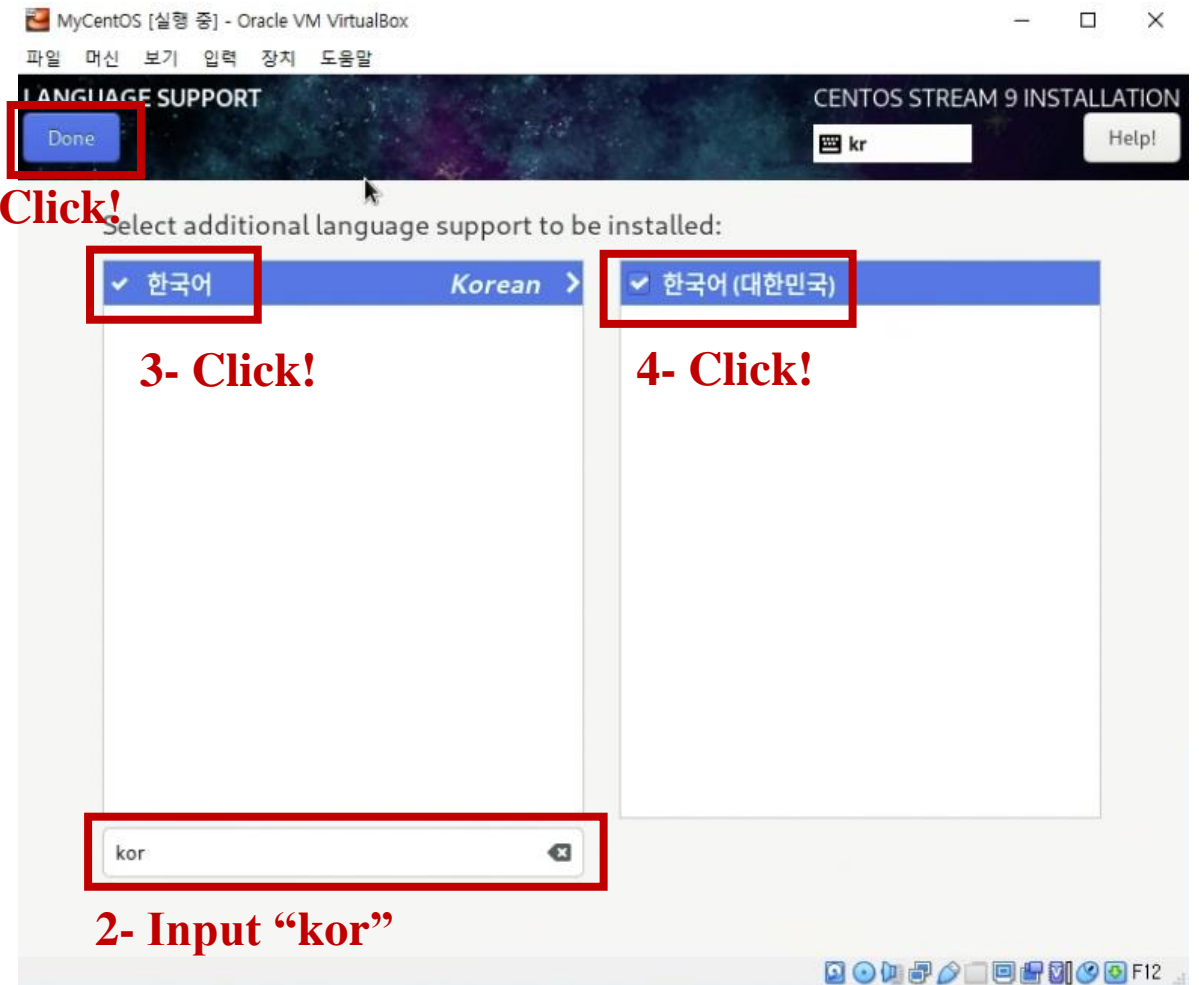 MyCentOS [실행 중] - Oracle VM VirtualBox
파일 머신 보기 입력 장치 도움말
LANGUAGE SUPPORT
CENTOS STREAM 9 INSTALLATION
Done
kr
Help!
Click!
Select additional language support to be installed:
한국어 Korean
한국어 (대한민국)
3- Click!
4- Click!
kor
2- Input “kor”
F12